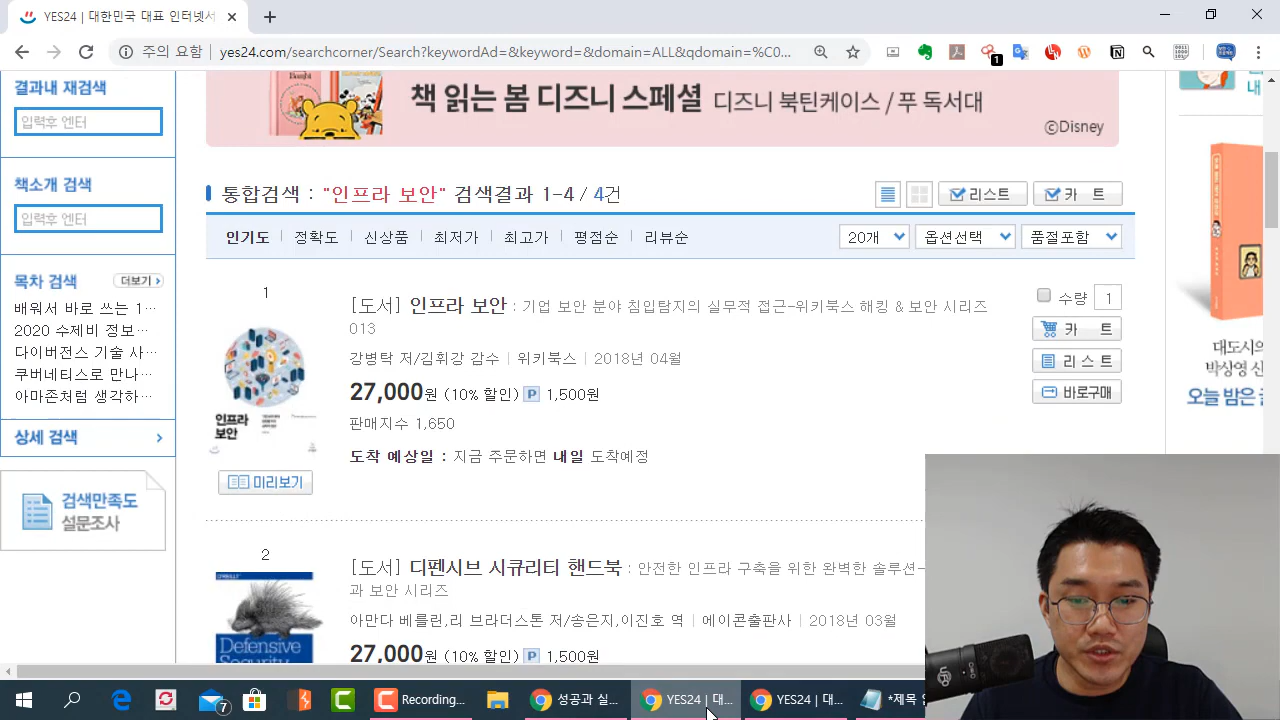 YES24 | 대한민국 대표 인터넷서
주의 요함
yes24.com/searchcorner/Search?keywordAd=&keyword=&domain=ALL&qdomain=%C0...
결과내 재검색
입력후 엔터
책소개 검색
입력후 엔터
목차 검색
더보기
배워서 바로 쓰는 1…
2020 수제비 정보…
다이버전스 기술 사…
쿠버네티스로 만나…
아마존처럼 생각하…
상세 검색
검색만족도
설문조사
책 읽는 봄 디즈니 스페셜 디즈니 북틴케이스 / 푸 독서대
©Disney
통합검색 : "인프라 보안" 검색결과 1-4 / 4건
리스트
카 트
인기도 | 정확도 | 신상품 | 최저가 | 최고가 | 평점순 | 리뷰순
20개
옵션선택
품절포함
1
[도서] 인프라 보안 : 기업 보안 분야 침입탐지의 실무적 접근-위키북스 해킹 & 보안 시리즈
013
강병탁 저/김휘강 감수 | 위키북스 | 2018년 04월
27,000원 (10% 할인) P 1,500원
판매지수 1,650
도착 예상일 : 지금 주문하면 내일 도착예정
인프라
보안
미리보기
수량 1
카 트
리 스 트
바로구매
2
[도서] 디펜시브 시큐리티 핸드북 : 안전한 인프라 구축을 위한 완벽한 솔루션-
과 보안 시리즈
아만다 베를린,리 브라더스톤 저/송은지,이진호 역 | 에이콘출판사 | 2018년 03월
27,000원 (10% 할인) P 1,500원
Defensive
Security
대도시의
박상영 신
오늘 밤은
내
7
Recording...
성공과 실...
YES24 | 대...
YES24 | 대...
*제목